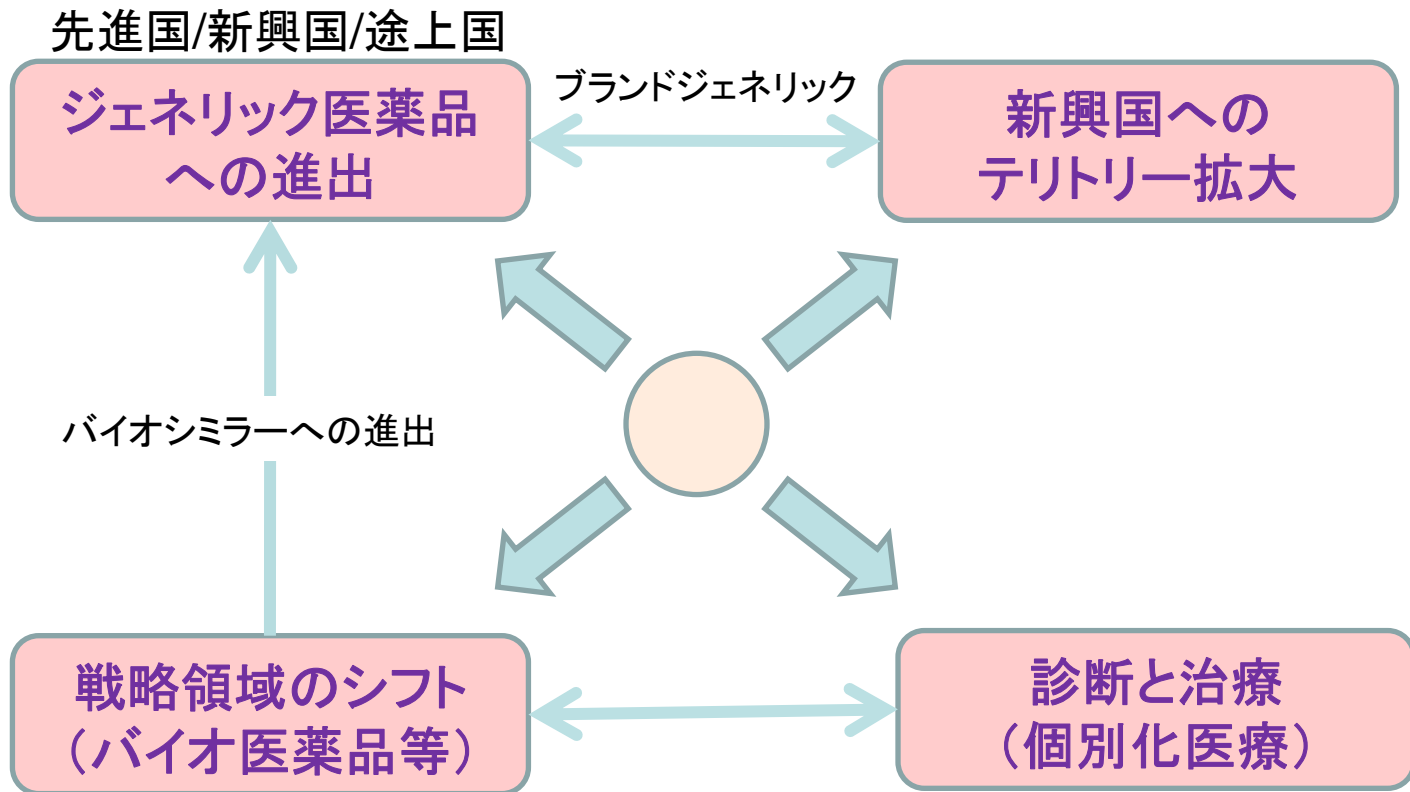 先進国/新興国/途上国
ジェネリック医薬品
への進出
ブランドジェネリック
新興国への
テリトリー拡大
バイオシミラーへの進出
戦略領域のシフト
（バイオ医薬品等）
診断と治療
（個別化医療）